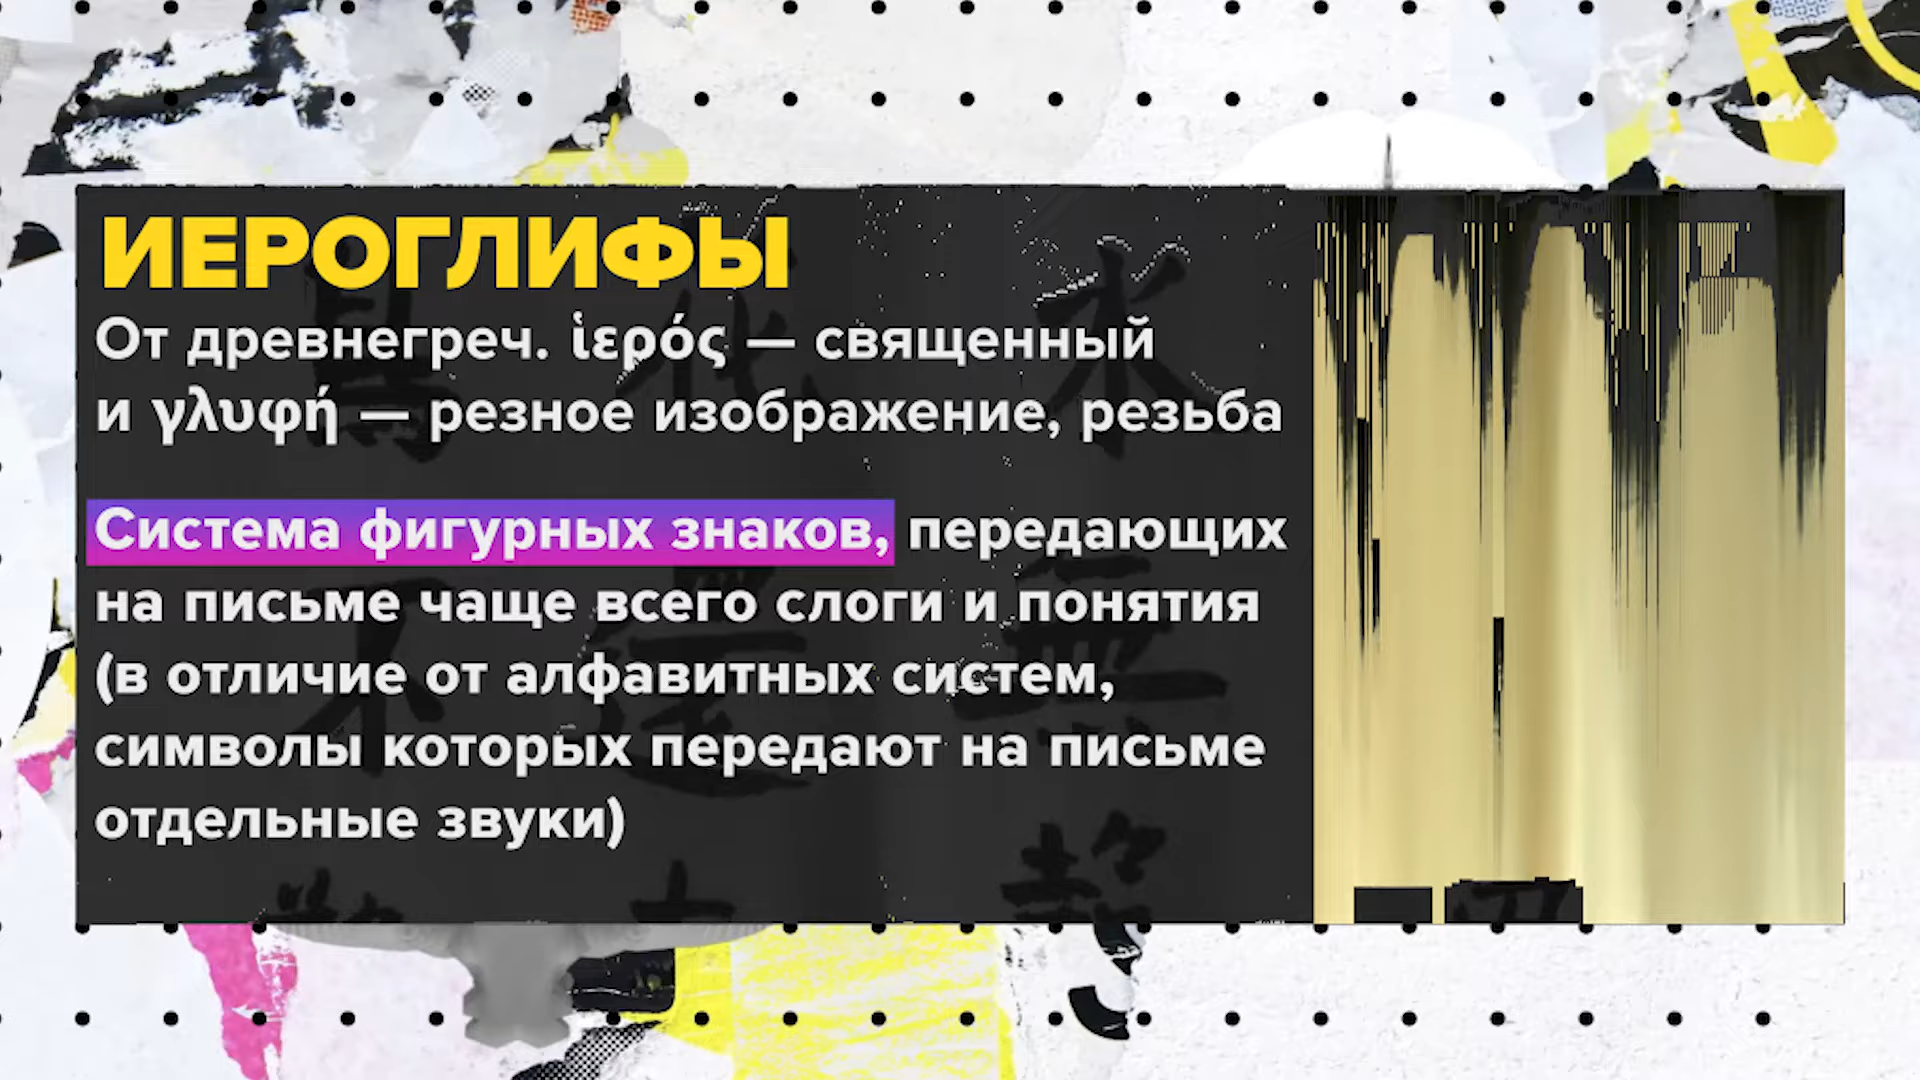 ИЕРОГЛИФЫ
От древнегреч. ἱερός — священный
и γλυφή — резное изображение, резьба
Система фигурных знаков, передающих
на письме чаще всего слоги и понятия
(в отличие от алфавитных систем,
символы которых передают на письме
отдельные звуки)